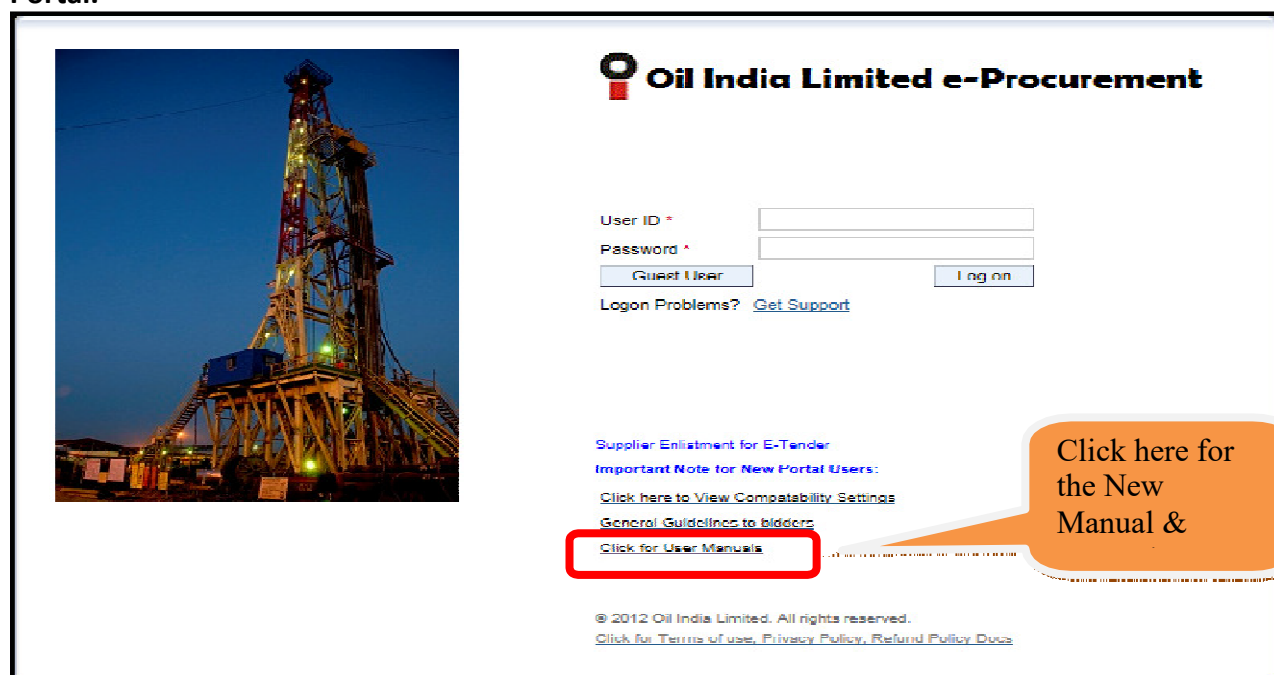 Oil India Limited e-Procurement
User ID *
Password *
Guest User
Log on
Logon Problems? Get Support
Supplier Enlistment for E-Tender
Important Note for New Portal Users:
Click here to View Compatability Settings
General Guidelines to bidders
Click for User Manuals
Click here for
the New
Manual &
© 2012 Oil India Limited. All rights reserved.
Click for Terms of use, Privacy Policy, Refund Policy Docs